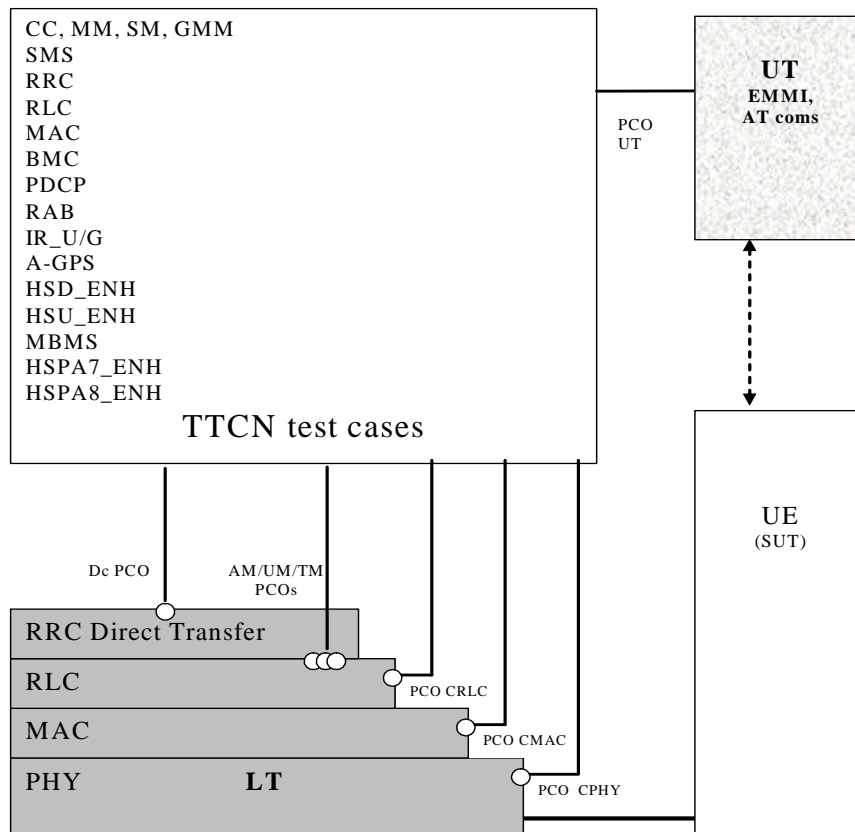 CC, MM, SM, GMM
SMS
RRC
RLC
MAC
BMC
PDCP
RAB
IR_U/G
A-GPS
HSD_ENH
HSU_ENH
MBMS
HSPA7_ENH
HSPA8_ENH
TTCN test cases
PCO
UT
UT
EMMI,
AT coms
UE
(SUT)
Dc PCO
AM/UM/TM
PCOs
RRC Direct Transfer
RLC
PCO CRLC
MAC
PCO CMAC
PHY LT
PCO CPHY